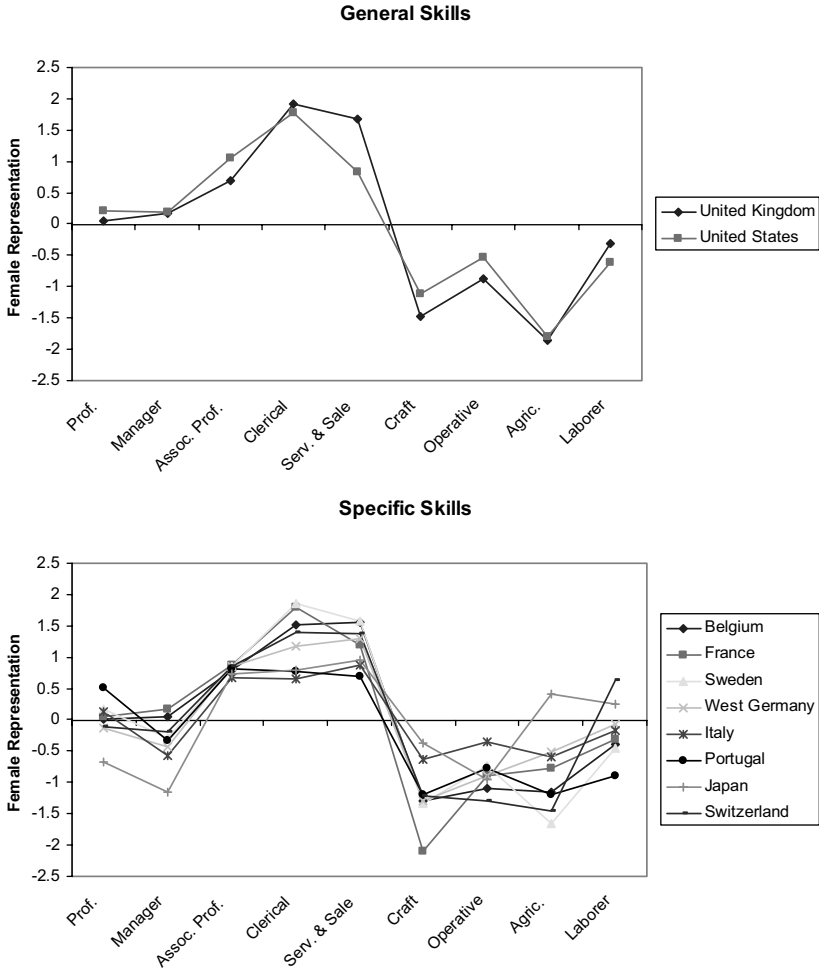 General Skills
2.5
2
1.5
1
0.5
0
-0.5
-1
-1.5
-2
-2.5
Female Representation
Prof.
Manager
Assoc. Prof.
Clerical
Serv. & Sale
Craft
Operative
Agric.
Laborer
United Kingdom
United States
Specific Skills
2.5
2
1.5
1
0.5
0
-0.5
-1
-1.5
-2
-2.5
Female Representation
Prof.
Manager
Assoc. Prof.
Clerical
Serv. & Sale
Craft
Operative
Agric.
Laborer
Belgium
France
Sweden
West Germany
Italy
Portugal
Japan
Switzerland